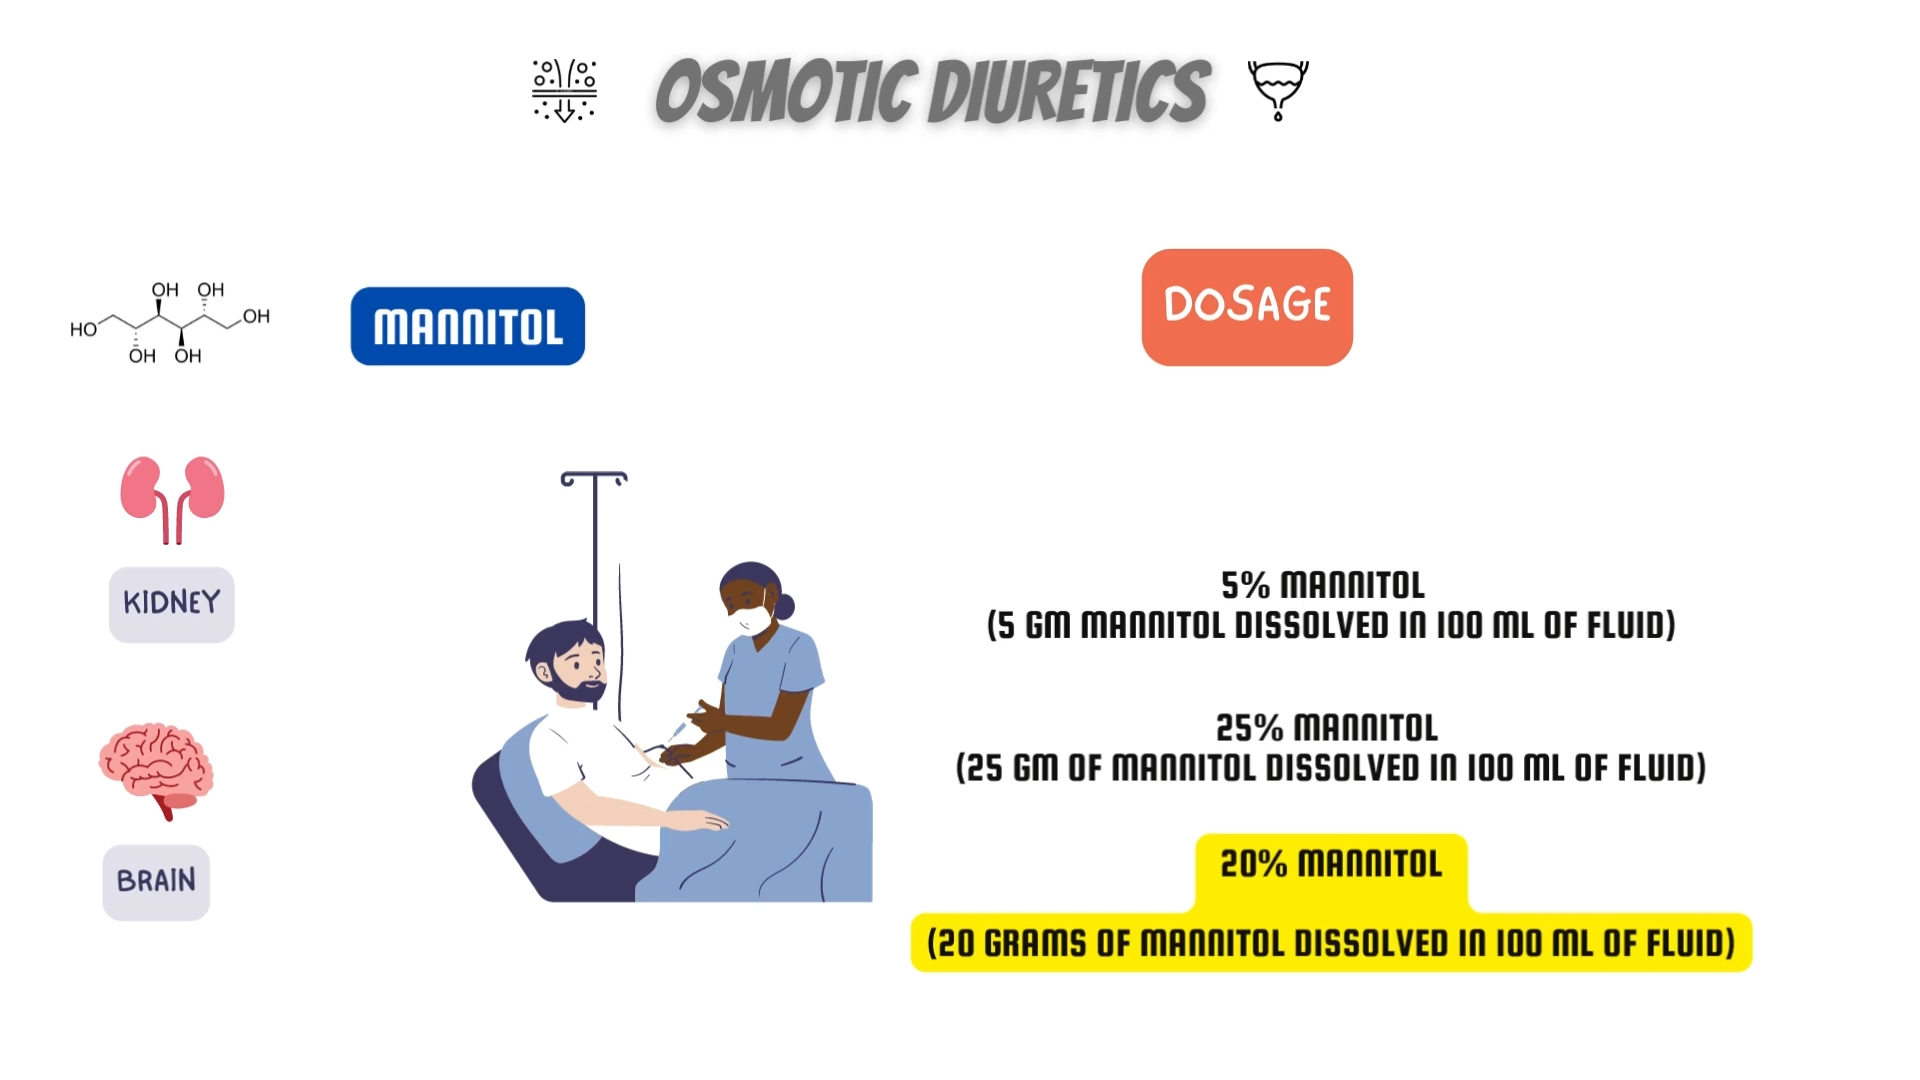 OSMOTIC DIURETICS
OH OH
HO OH
OH OH
MANNITOL
DOSAGE
KIDNEY
BRAIN
5% MANNITOL
(5 GM MANNITOL DISSOLVED IN 100 ML OF FLUID)
25% MANNITOL
(25 GM OF MANNITOL DISSOLVED IN 100 ML OF FLUID)
20% MANNITOL
(20 GRAMS OF MANNITOL DISSOLVED IN 100 ML OF FLUID)